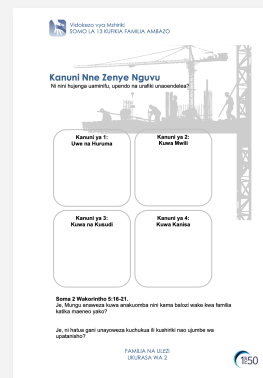 Vidokezo vya Mshiriki
SOMO LA 13 KUFIKIA FAMILIA AMBAZO
Kanuni Nne Zenye Nguvu
Ni nini hujenga uaminifu, upendo na urafiki unaoendelea?
Kanuni ya 1:
Uwe na Huruma
Kanuni ya 2:
Kuwa Mwili
Kanuni ya 3:
Kuwa na Kusudi
Kanuni ya 4:
Kuwa Kanisa
Soma 2 Wakorintho 5:16-21.
Je, Mungu anaweza kuwa anakuomba nini kama balozi wake kwa familia
katika maeneo yako?
Je, ni hatua gani unayoweza kuchukua ili kushiriki nao ujumbe wa
upatanisho?
FAMILIA NA ULEZI
UKURASA WA 2